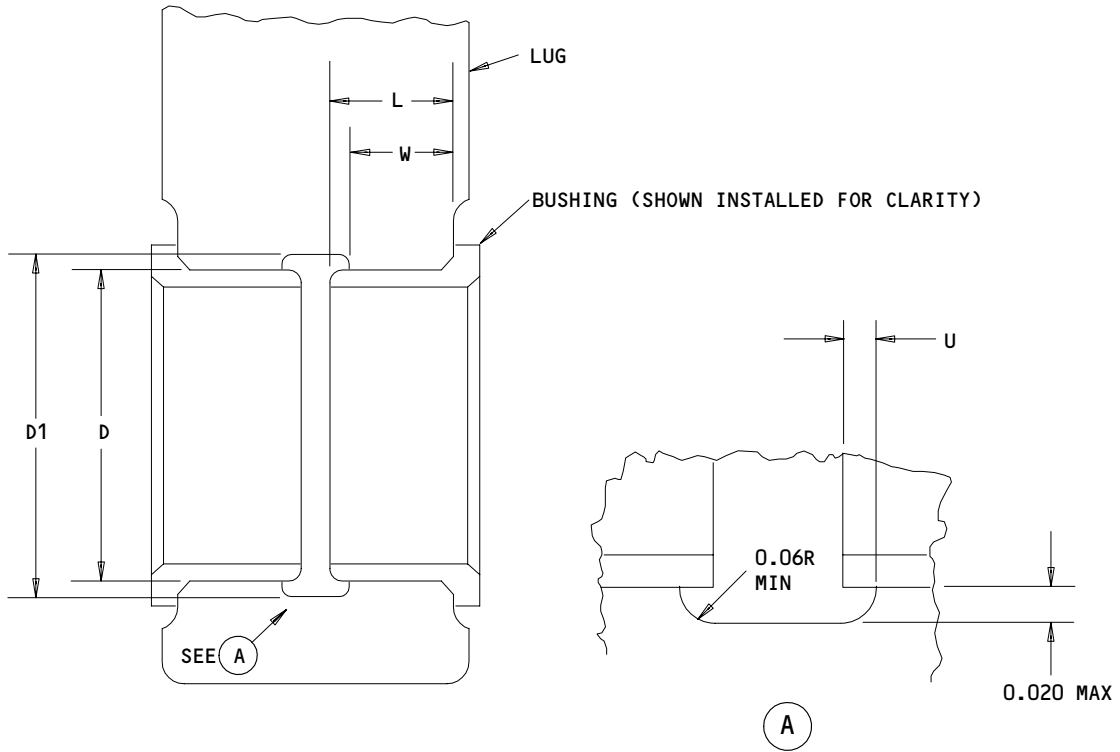 LUG
L
W
BUSHING (SHOWN INSTALLED FOR CLARITY)
U
D1
D
0.06R
MIN
SEE A
0.020 MAX
A